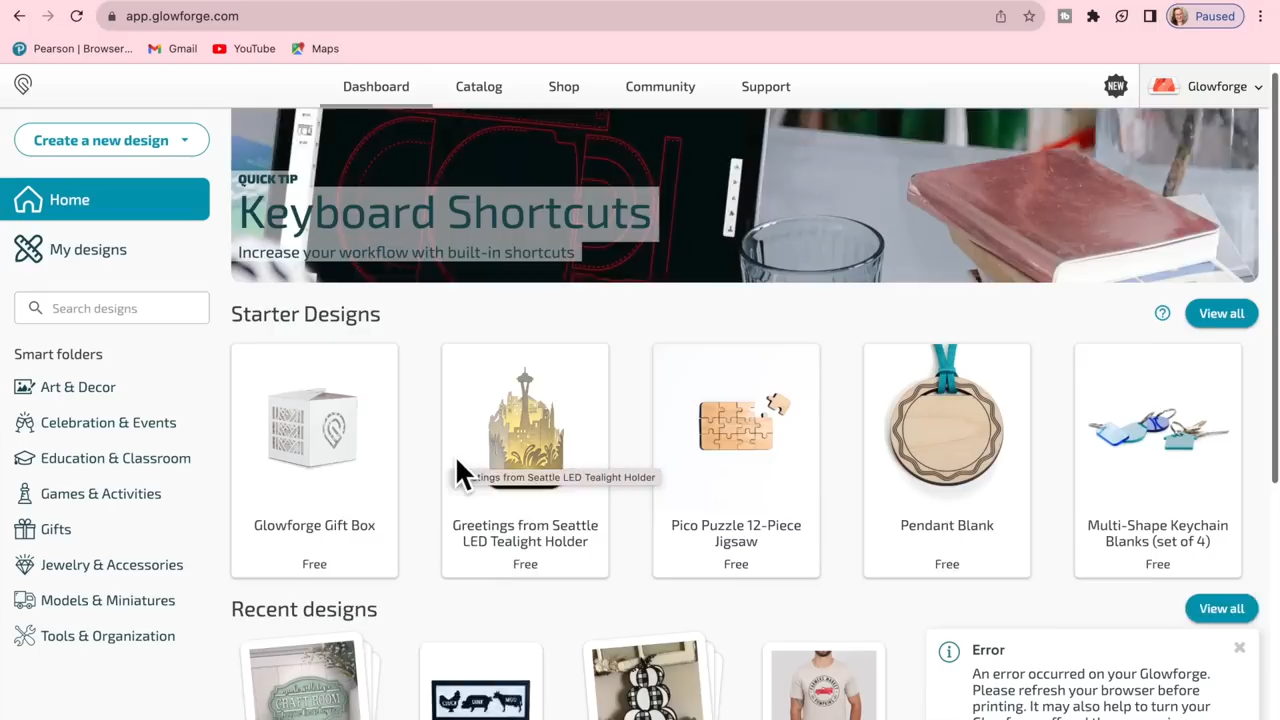 app.glowforge.com
Paused
Pearson | Browser...
Gmail
YouTube
Maps
Dashboard
Catalog
Shop
Community
Support
NEW
Glowforge
Create a new design
Home
My designs
Search designs
Smart folders
Art & Decor
Celebration & Events
Education & Classroom
Games & Activities
Gifts
Jewelry & Accessories
Models & Miniatures
Tools & Organization
QUICK TIP
Keyboard Shortcuts
Increase your workflow with built-in shortcuts
Starter Designs
View all
Glowforge Gift Box
Free
tings from Seattle LED Tealight Holder
Greetings from Seattle
LED Tealight Holder
Free
Pico Puzzle 12-Piece
Jigsaw
Free
Pendant Blank
Free
Multi-Shape Keychain
Blanks (set of 4)
Free
Recent designs
View all
CRAFT ROOM
Error
An error occurred on your Glowforge.
Please refresh your browser before
printing. It may also help to turn your